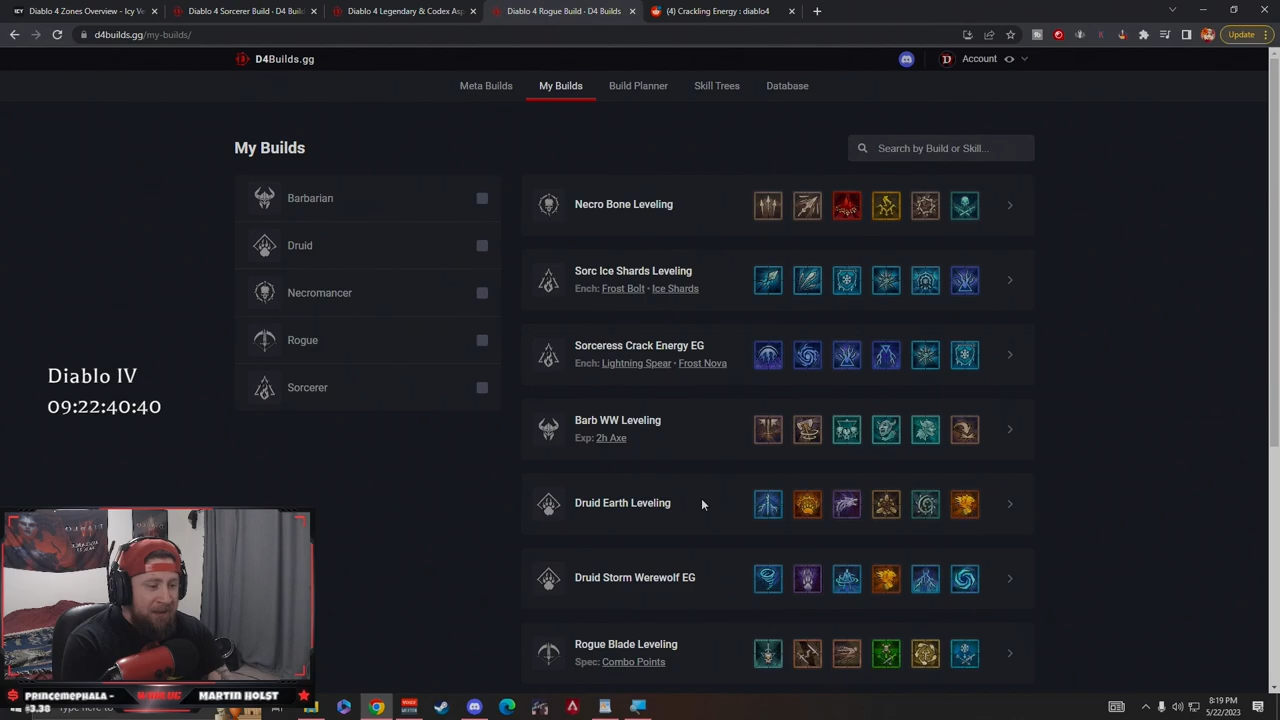 Diablo 4 Zones Overview - Icy Ve
Diablo 4 Sorcerer Build - D4 Build
Diablo 4 Legendary & Codex Asp
Diablo 4 Rogue Build - D4 Builds
(4) Crackling Energy : diablo4
d4builds.gg/my-builds/
Update
D4Builds.gg
Account
Meta Builds
My Builds
Build Planner
Skill Trees
Database
My Builds
Search by Build or Skill...
Barbarian
Druid
Necromancer
Rogue
Sorcerer
Necro Bone Leveling
Sorc Ice Shards Leveling
Ench: Frost Bolt • Ice Shards
Sorceress Crack Energy EG
Ench: Lightning Spear • Frost Nova
Barb WW Leveling
Exp: 2h Axe
Druid Earth Leveling
Druid Storm Werewolf EG
Rogue Blade Leveling
Spec: Combo Points
Diablo IV
09:22:40:40
PRINCEMEPHALA -
$3.38
MARTIN HOLST
8:19 PM
5/22/2023